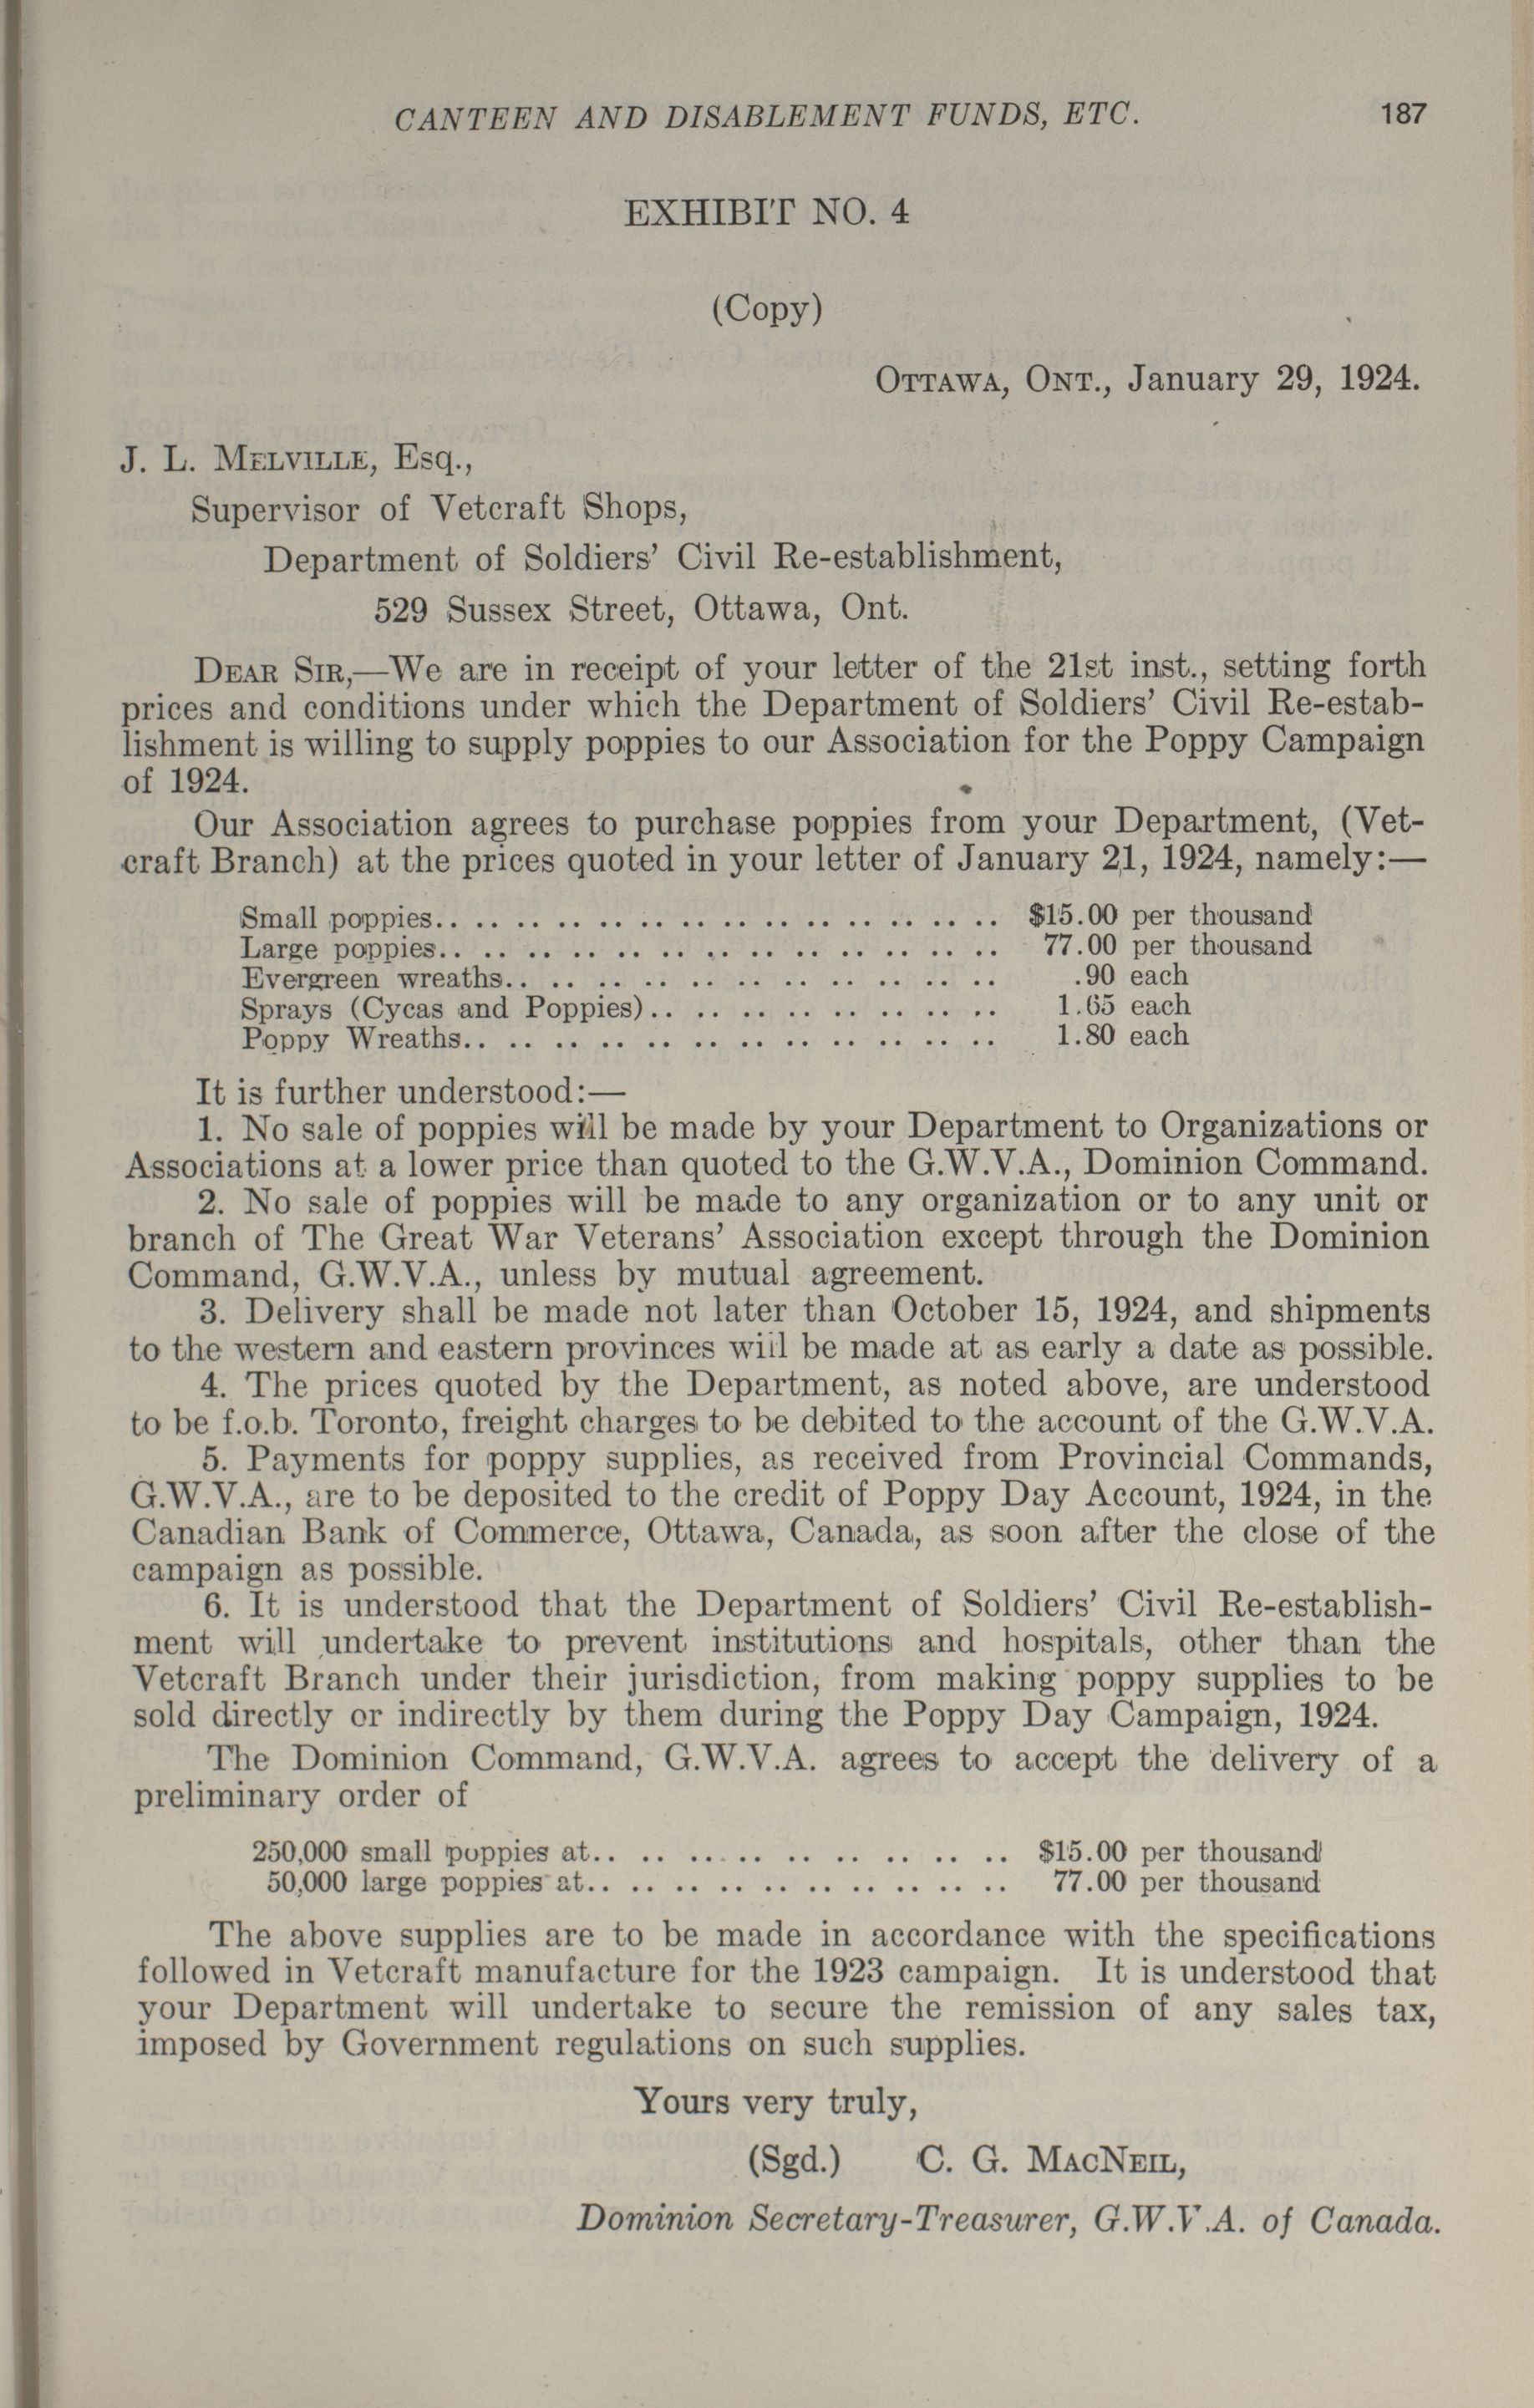 CANTEEN AND DISABLEMENT FUNDS, ETC. 187
EXHIBIT NO. 4
(Copy)
OTTAWA, ONT., January 29, 1924.
J. L. MELVILLE, Esq.,
Supervisor of Vetcraft Shops,
Department of Soldiers' Civil Re-establishment,
529 Sussex Street, Ottawa, Ont.
DEAR SIR,—We are in receipt of your letter of the 21st inst., setting forth
prices and conditions under which the Department of Soldiers' Civil Re-estab-
lishment is willing to supply poppies to our Association for the Poppy Campaign
of 1924.
Our Association agrees to purchase poppies from your Department, (Vet-
craft Branch) at the prices quoted in your letter of January 21, 1924, namely:—
Small poppies.. .. .. .. .. .. .. .. .. .. .. .. .. .. $15.00 per thousand
Large poppies.. .. .. .. .. .. .. .. .. .. .. .. .. 77.00 per thousand
Evergreen wreaths.. .. .. .. .. .. .. .. .. .. .. .90 each
Sprays (Cycas and Poppies).. .. .. .. .. .. .. .. 1.65 each
Poppy Wreaths.. .. .. .. .. .. .. .. .. .. .. .. 1.80 each
It is further understood:—
1. No sale of poppies will be made by your Department to Organizations or
Associations at a lower price than quoted to the G.W.V.A., Dominion Command.
2. No sale of poppies will be made to any organization or to any unit or
branch of The Great War Veterans' Association except through the Dominion
Command, G.W.V.A., unless by mutual agreement.
3. Delivery shall be made not later than October 15, 1924, and shipments
to the western and eastern provinces will be made at as early a date as possible.
4. The prices quoted by the Department, as noted above, are understood
to be f.o.b. Toronto, freight charges to be debited to the account of the G.W.V.A.
5. Payments for poppy supplies, as received from Provincial Commands,
G.W.V.A., are to be deposited to the credit of Poppy Day Account, 1924, in the
Canadian Bank of Commerce, Ottawa, Canada, as soon after the close of the
campaign as possible.
6. It is understood that the Department of Soldiers' Civil Re-establish-
ment will undertake to prevent institutions and hospitals, other than the
Vetcraft Branch under their jurisdiction, from making poppy supplies to be
sold directly or indirectly by them during the Poppy Day Campaign, 1924.
The Dominion Command, G.W.V.A. agrees to accept the delivery of a
preliminary order of
250,000 small poppies at.. .. .. .. .. .. .. .. .. .. $15.00 per thousand
50,000 large poppies at.. .. .. .. .. .. .. .. .. .. 77.00 per thousand
The above supplies are to be made in accordance with the specifications
followed in Vetcraft manufacture for the 1923 campaign. It is understood that
your Department will undertake to secure the remission of any sales tax,
imposed by Government regulations on such supplies.
Yours very truly,
(Sgd.) C. G. MACNEIL,
Dominion Secretary-Treasurer, G.W.V.A. of Canada.